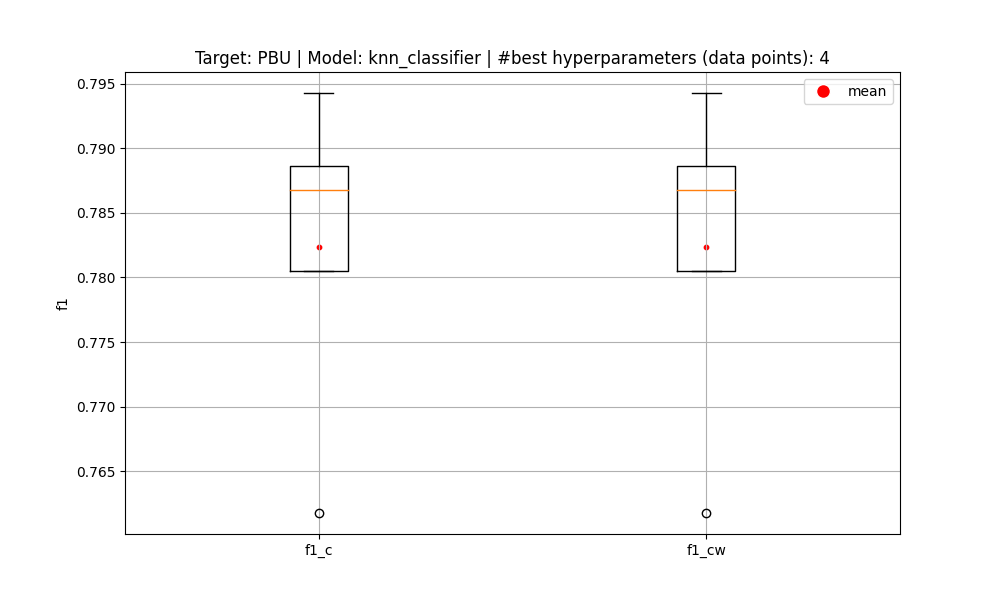 Target: PBU | Model: knn_classifier | #best hyperparameters (data points): 4
mean
0.795
0.790
0.785
0.780
0.775
0.770
0.765
f1
f1_c
f1_cw